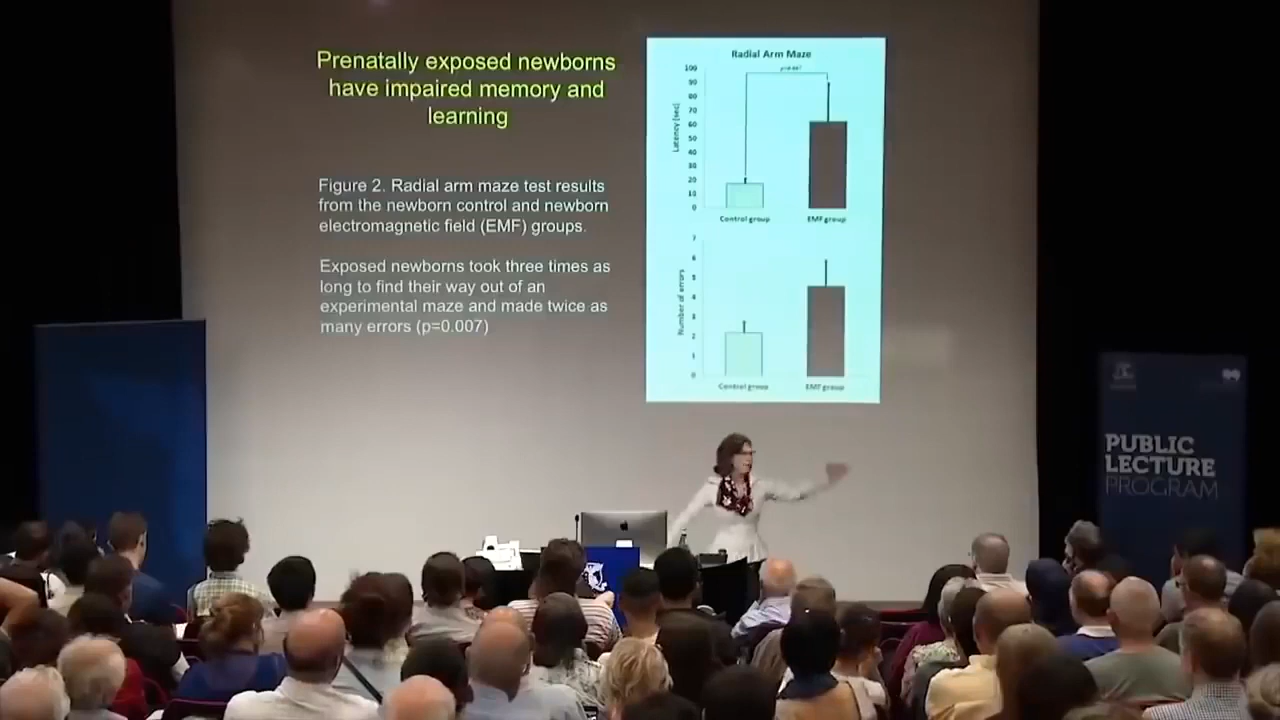 Prenatally exposed newborns
have impaired memory and
learning
Figure 2. Radial arm maze test results
from the newborn control and newborn
electromagnetic field (EMF) groups.
Exposed newborns took three times as
long to find their way out of an
experimental maze and made twice as
many errors (p=0.007)
Radial Arm Maze
100
90
80
70
60
50
40
30
20
10
0
Latency (sec)
Control group
EMF group
7
6
5
4
3
2
1
0
Number of errors
Control group
EMF group
PUBLIC
LECTURE
PROGRAM